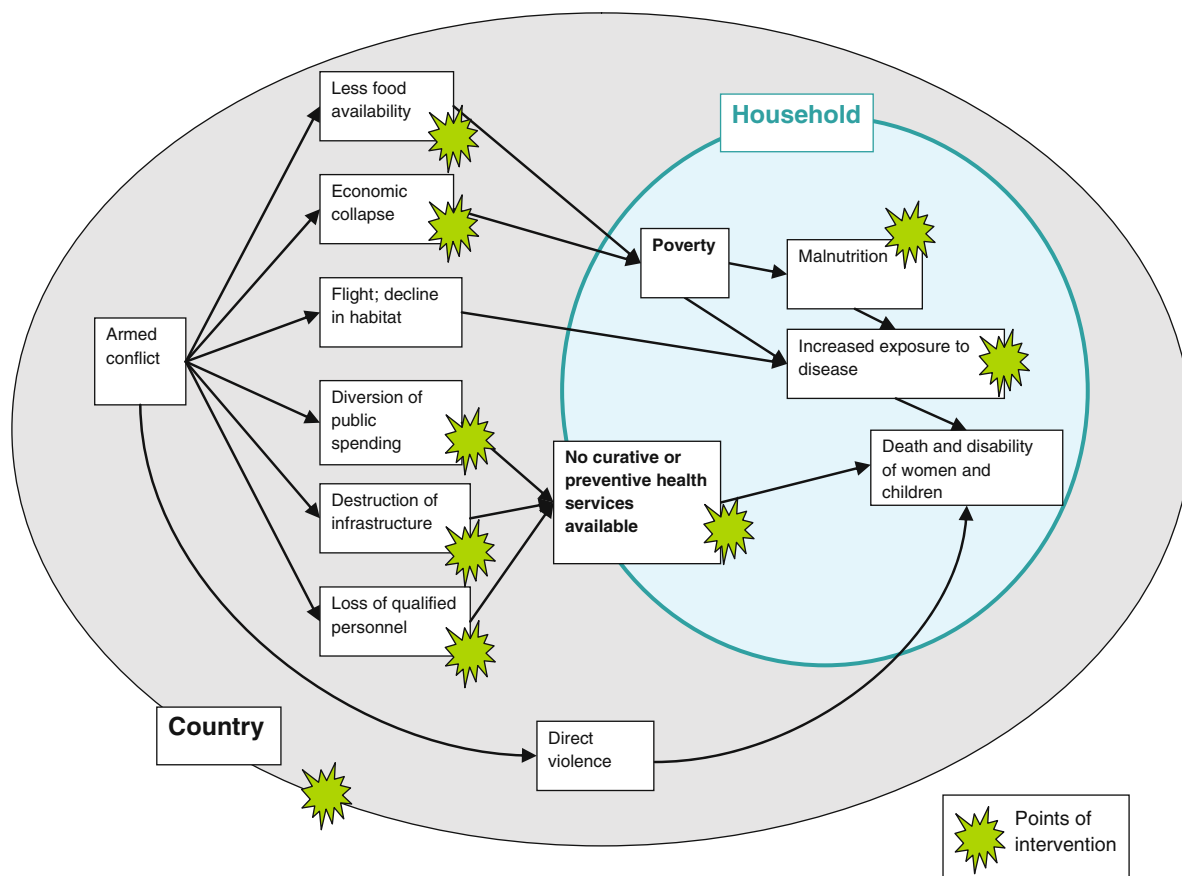 Less food
availability
Household
Economic
collapse
Poverty
Malnutrition
Flight; decline
in habitat
Armed
conflict
Increased exposure to
disease
Diversion of
public
spending
No curative or
preventive health
services
available
Death and disability
of women and
children
Destruction of
infrastructure
Loss of qualified
personnel
Country
Direct
violence
Points of
intervention